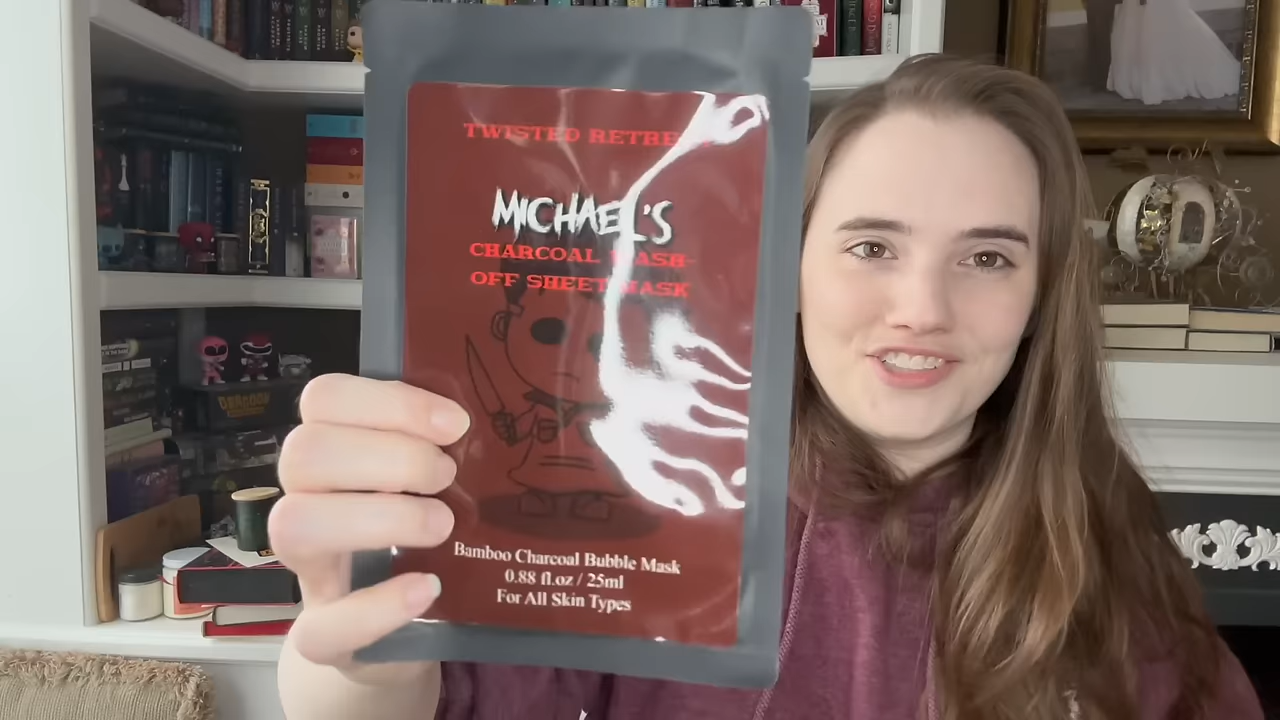 TWISTED
MICHAEL'S
CHARCOAL WASH-
OFF SHEET MASK
Bamboo Charcoal Bubble Mask
0.88 fl.oz / 25ml
For All Skin Types